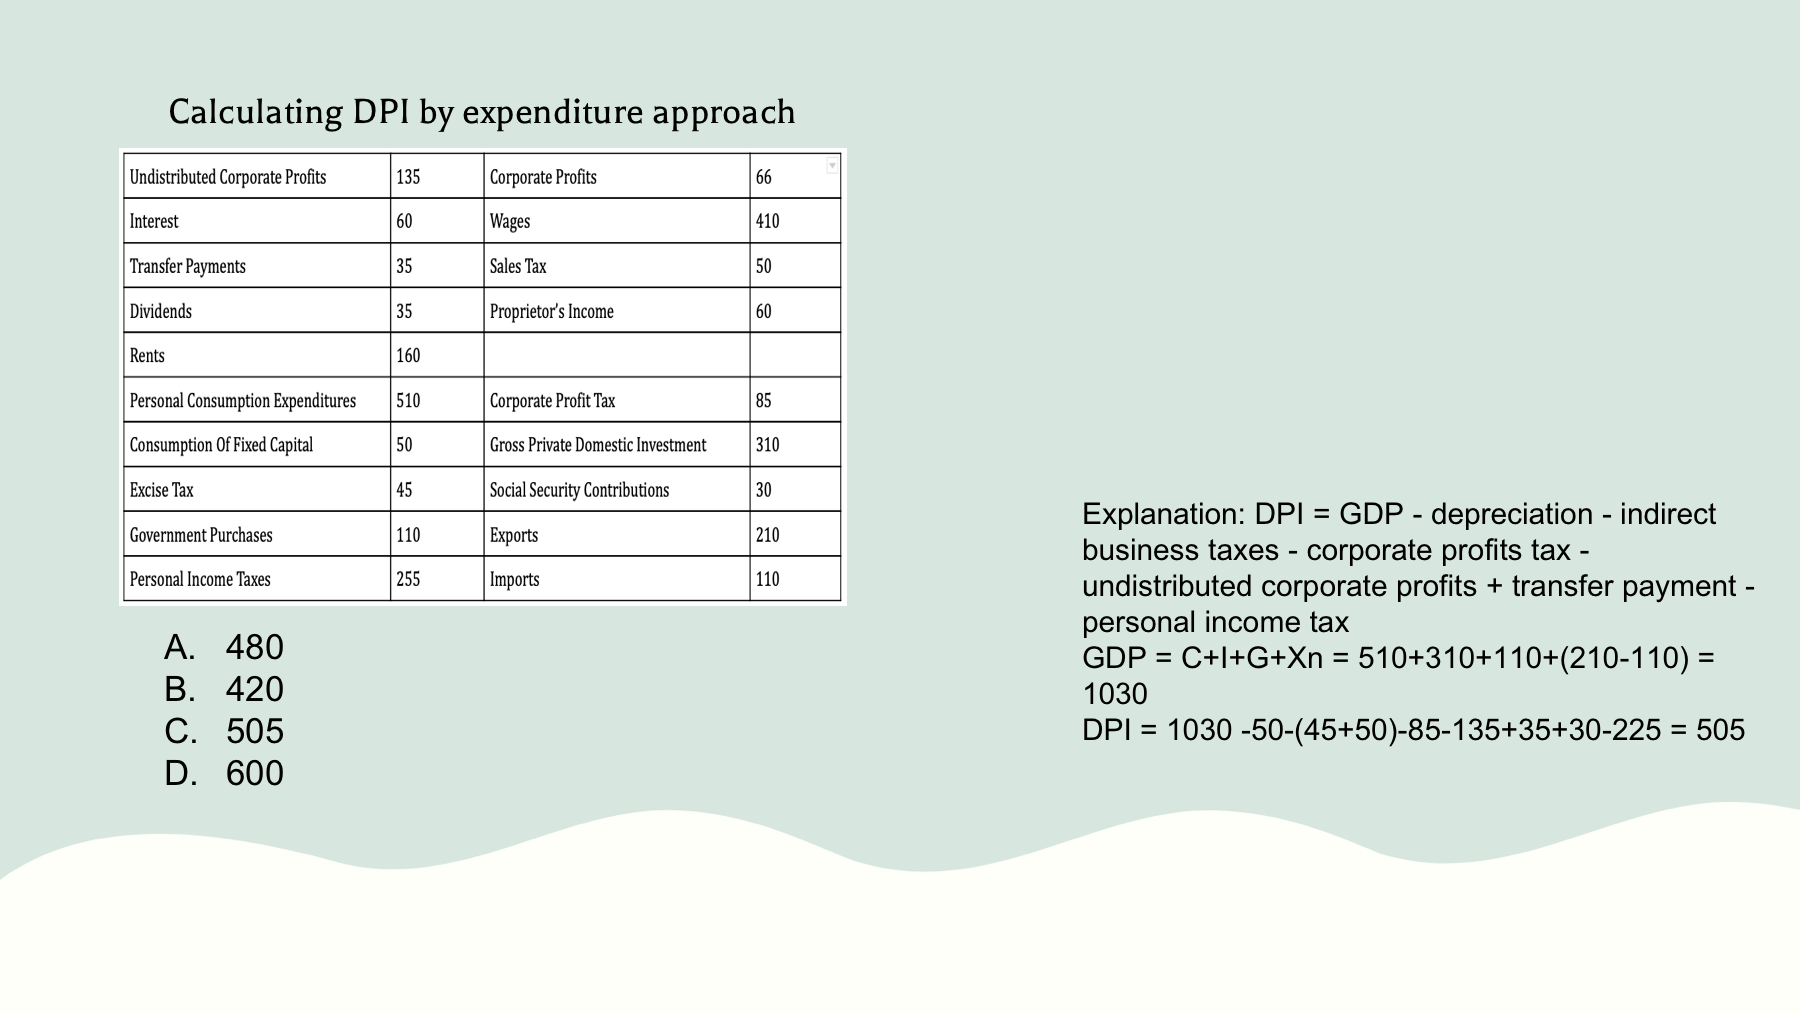 Calculating DPI by expenditure approach
Undistributed Corporate Profits 135 Corporate Profits 66
Interest 60 Wages 410
Transfer Payments 35 Sales Tax 50
Dividends 35 Proprietor's Income 60
Rents 160
Personal Consumption Expenditures 510 Corporate Profit Tax 85
Consumption Of Fixed Capital 50 Gross Private Domestic Investment 310
Excise Tax 45 Social Security Contributions 30
Government Purchases 110 Exports 210
Personal Income Taxes 255 Imports 110
A. 480
B. 420
C. 505
D. 600
Explanation: DPI = GDP - depreciation - indirect
business taxes - corporate profits tax -
undistributed corporate profits + transfer payment -
personal income tax
GDP = C+I+G+Xn = 510+310+110+(210-110) =
1030
DPI = 1030 -50-(45+50)-85-135+35+30-225 = 505